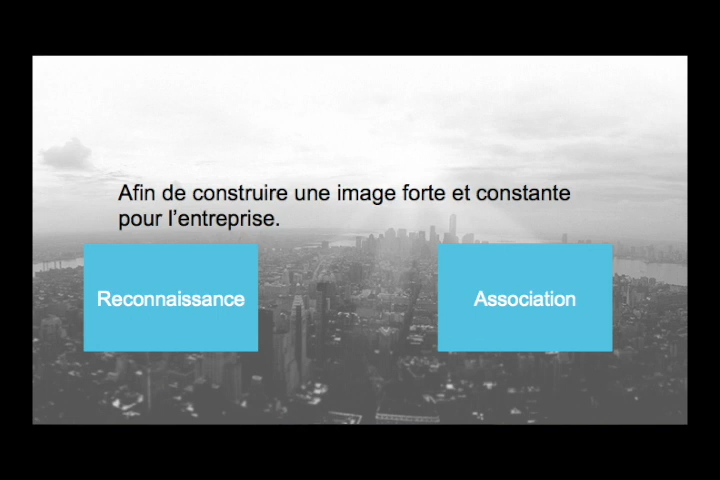 Afin de construire une image forte et constante
pour l’entreprise.
Reconnaissance
Association